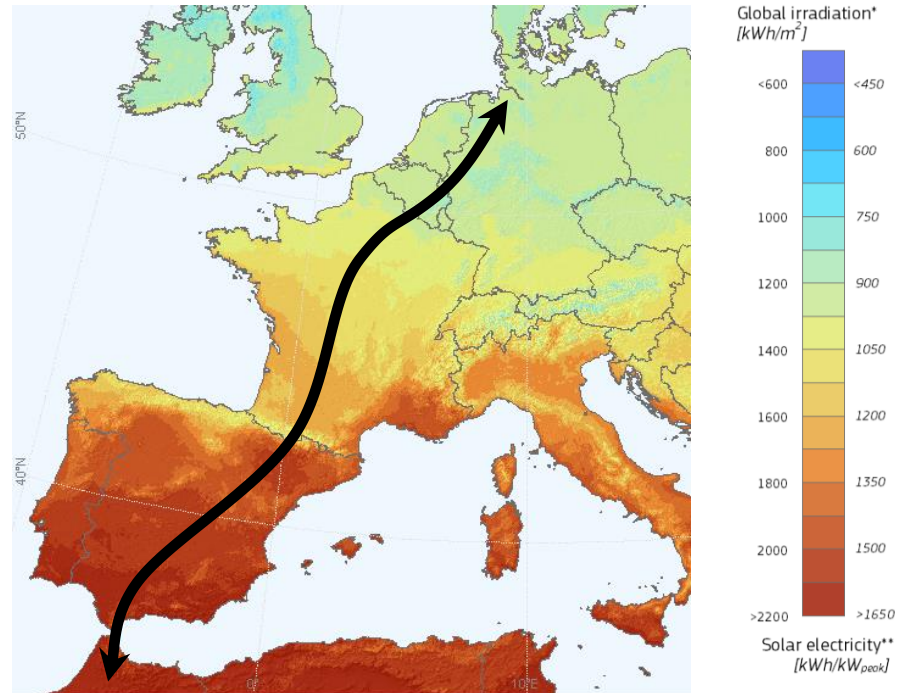 Global irradiation*
[kWh/m²]
<600 <450
800 600
1000 750
1200 900
1400 1050
1600 1200
1800 1350
2000 1500
>2200 >1650
Solar electricity**
[kWh/kWpeak]
50°N
40°N
0°
10°E